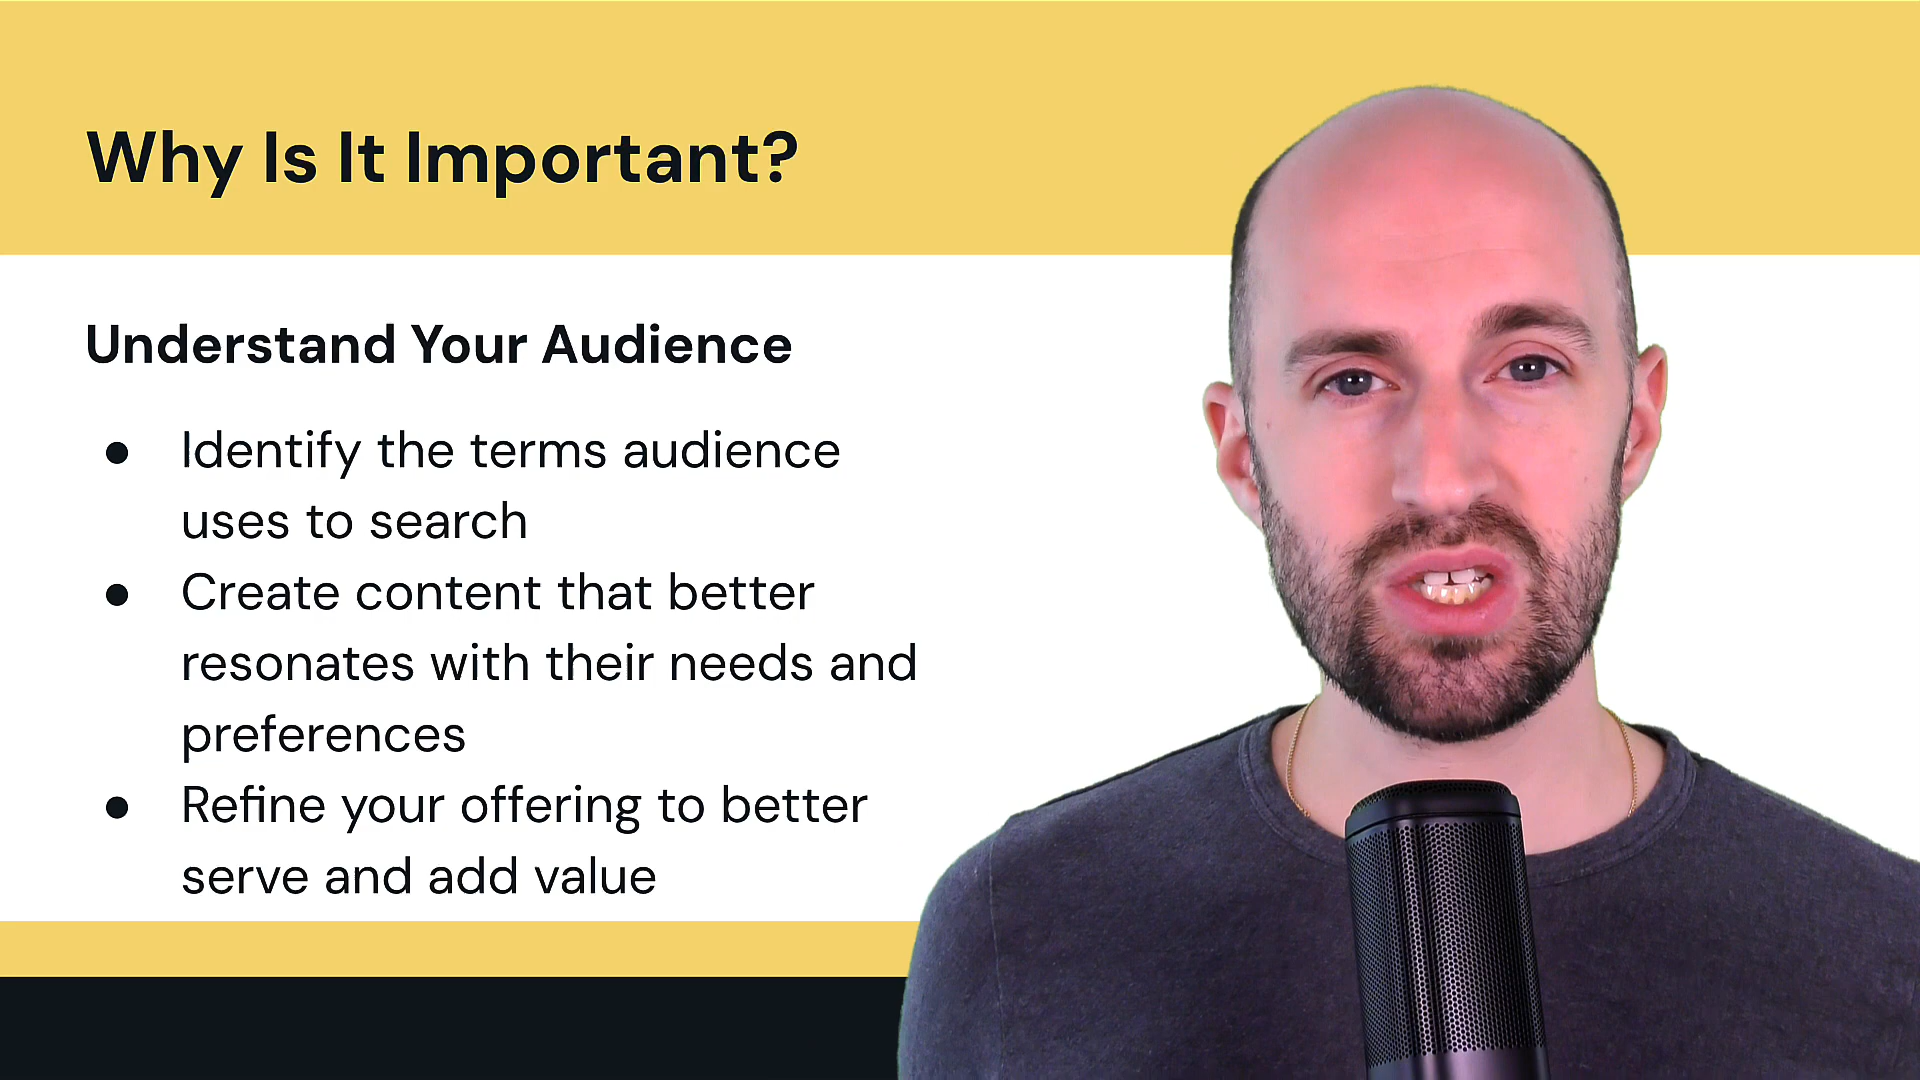 Why Is It Important?
Understand Your Audience
● Identify the terms audience
uses to search
● Create content that better
resonates with their needs and
preferences
● Refine your offering to better
serve and add value